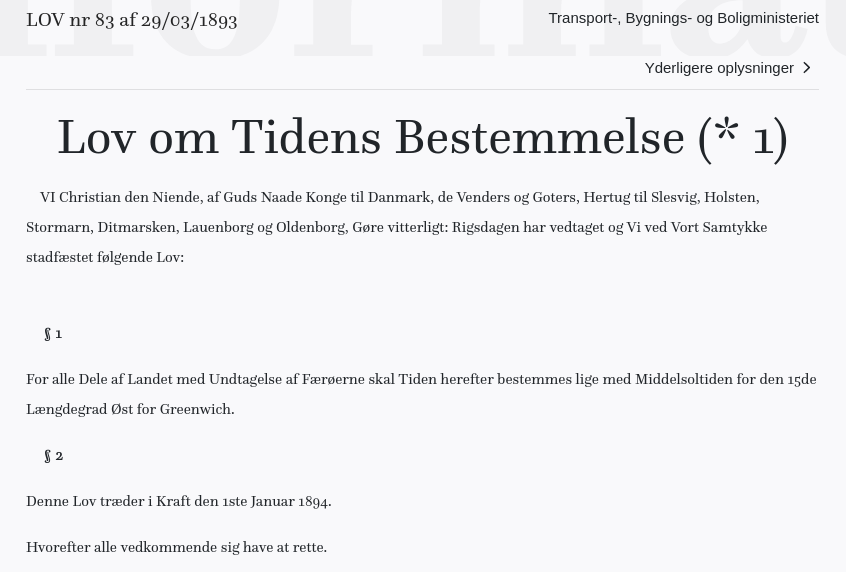 LOV nr 83 af 29/03/1893
Transport-, Bygnings- og Boligministeriet
Yderligere oplysninger
Lov om Tidens Bestemmelse (* 1)
VI Christian den Niende, af Guds Naade Konge til Danmark, de Venders og Goters, Hertug til Slesvig, Holsten,
Stormarn, Ditmarsken, Lauenborg og Oldenborg, Gøre vitterligt: Rigsdagen har vedtaget og Vi ved Vort Samtykke
stadfæstet følgende Lov:
§ 1
For alle Dele af Landet med Undtagelse af Færøerne skal Tiden herefter bestemmes lige med Middelsoltiden for den 15de
Længdegrad Øst for Greenwich.
§ 2
Denne Lov træder i Kraft den 1ste Januar 1894.
Hvorefter alle vedkommende sig have at rette.